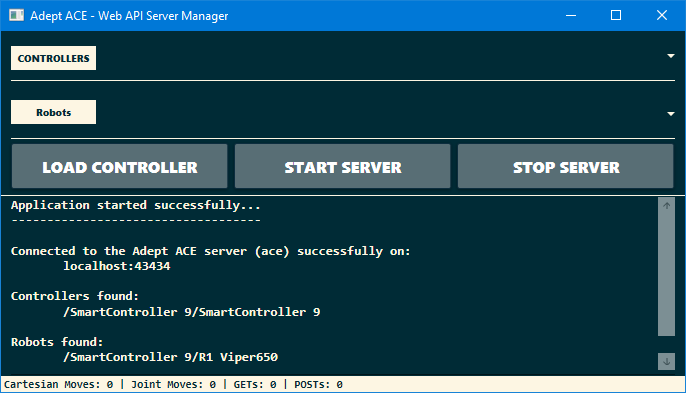 Adept ACE - Web API Server Manager
CONTROLLERS
Robots
LOAD CONTROLLER
START SERVER
STOP SERVER
Application started successfully...
-----------------------------------
Connected to the Adept ACE server (ace) successfully on:
localhost:43434
Controllers found:
/SmartController 9/SmartController 9
Robots found:
/SmartController 9/R1 Viper650
Cartesian Moves: 0 | Joint Moves: 0 | GETs: 0 | POSTs: 0